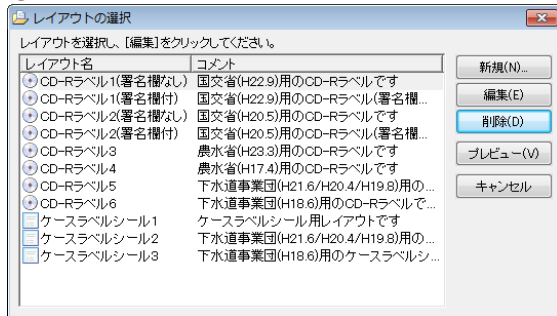 レイアウトの選択
レイアウトを選択し、[編集]をクリックしてください。
レイアウト名 コメント
CD-Rラベル1(署名欄なし) 国交省(H22.9)用のCD-Rラベルです
CD-Rラベル1(署名欄付) 国交省(H22.9)用のCD-Rラベル(署名欄...
CD-Rラベル2(署名欄なし) 国交省(H20.5)用のCD-Rラベルです
CD-Rラベル2(署名欄付) 国交省(H20.5)用のCD-Rラベル(署名欄...
CD-Rラベル3 農水省(H23.3)用のCD-Rラベルです
CD-Rラベル4 農水省(H17.4)用のCD-Rラベルです
CD-Rラベル5 下水道事業団(H21.6/H20.4/H19.8)用の...
CD-Rラベル6 下水道事業団(H18.6)用のCD-Rラベルで...
ケースラベルシール1 ケースラベルシール用レイアウトです
ケースラベルシール2 下水道事業団(H21.6/H20.4/H19.8)用の...
ケースラベルシール3 下水道事業団(H18.6)用のケースラベルシ...
新規(N)...
編集(E)
削除(D)
プレビュー(V)
キャンセル